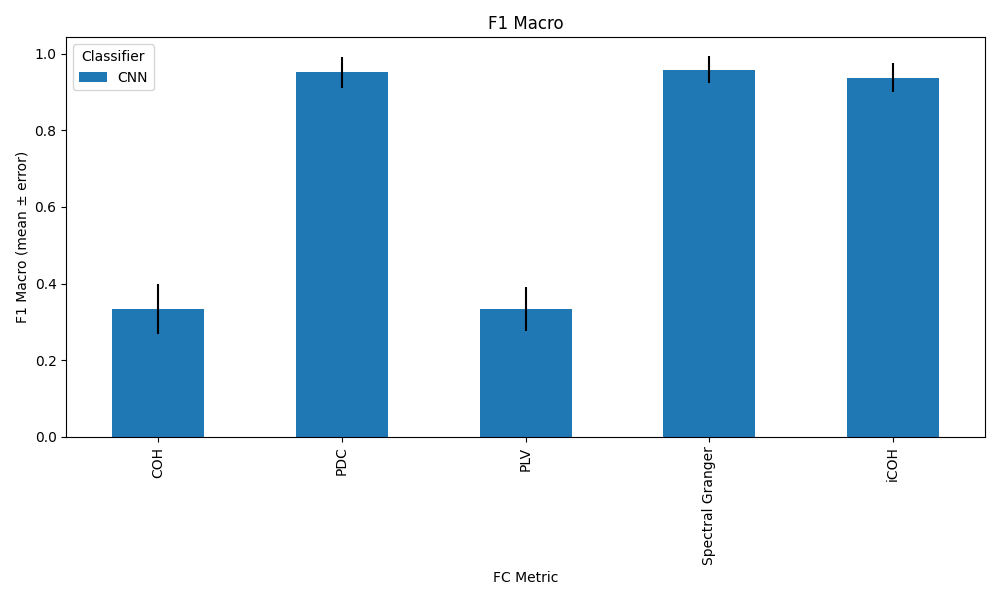 F1 Macro
Classifier
CNN
F1 Macro (mean ± error)
1.0
0.8
0.6
0.4
0.2
0.0
COH
PDC
PLV
Spectral Granger
iCOH
FC Metric